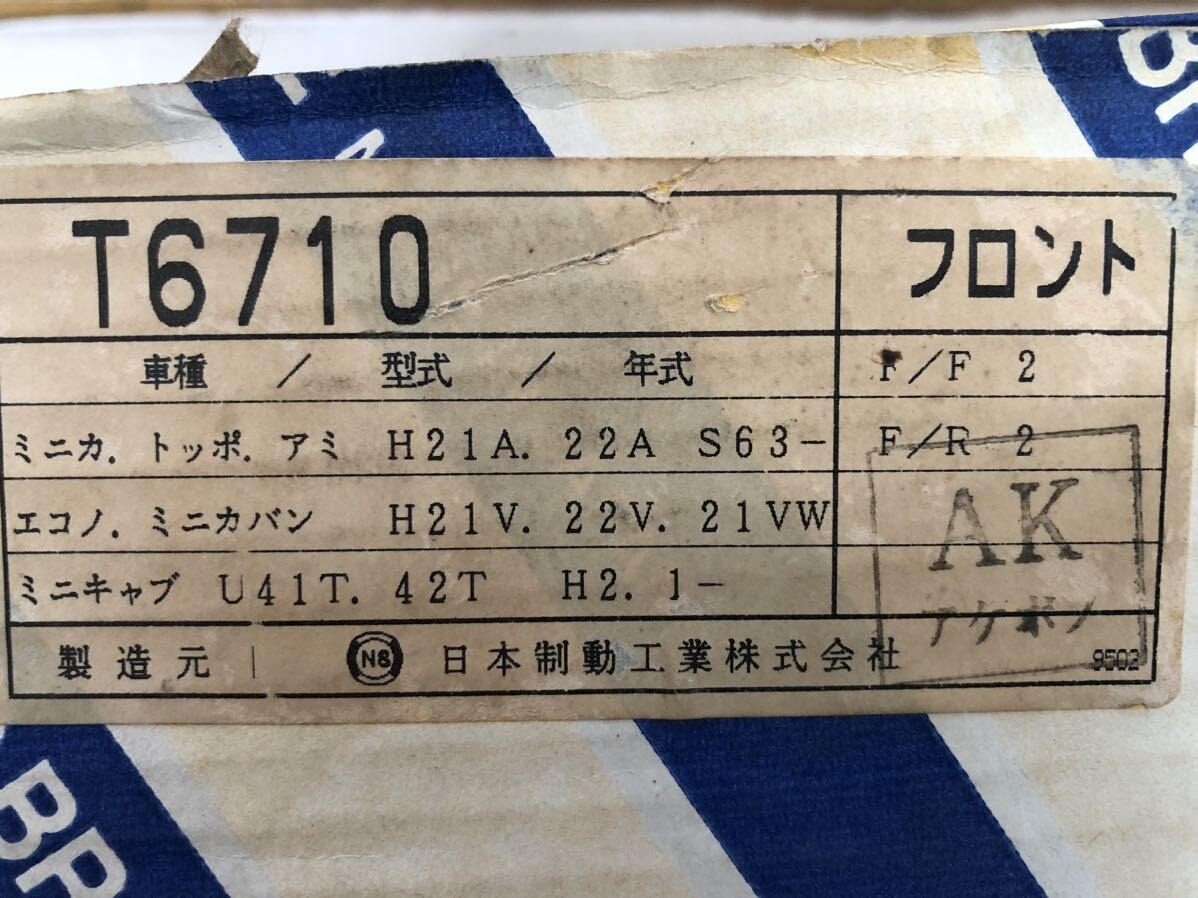 T6710 フロント
車種 / 型式 / 年式 F/F 2
ミニカ. トッポ. アミ H21A. 22A S63- F/R 2
エコノ. ミニカバン H21V. 22V. 21VW
ミニキャブ U41T. 42T H2. 1-
AK
アケボノ
製造元 NB 日本制動工業株式会社 9502
BP